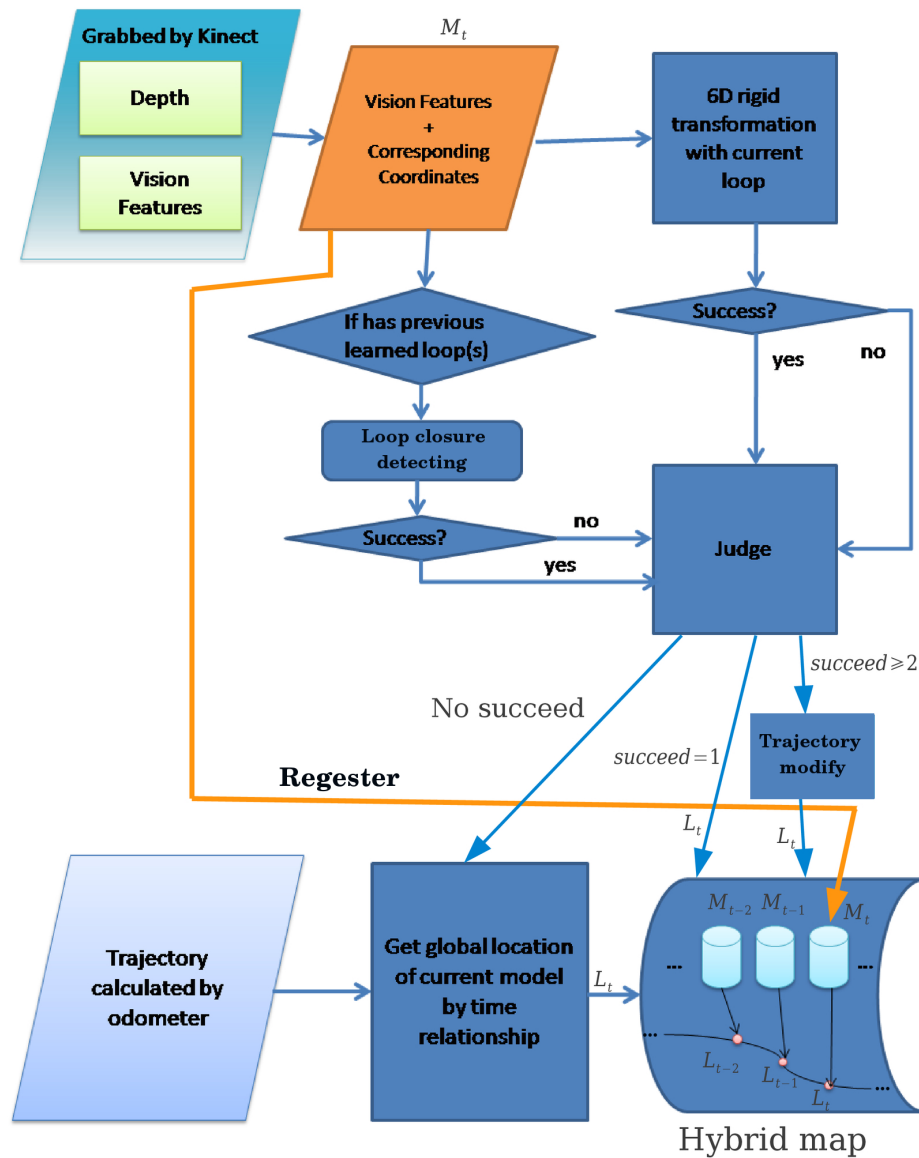 Grabbed by Kinect
Depth
Vision
Features
M_t
Vision Features
+
Corresponding
Coordinates
6D rigid
transformation
with current
loop
Success?
yes
no
If has previous
learned loop(s)
Loop closure
detecting
Success?
no
yes
Judge
No succeed
succeed=1
succeed⩾2
Trajectory
modify
L_t
L_t
Regester
Trajectory
calculated by
odometer
Get global location
of current model
by time
relationship
L_t
M_{t-2}
M_{t-1}
M_t
...
...
...
L_{t-2}
L_{t-1}
L_t
...
Hybrid map